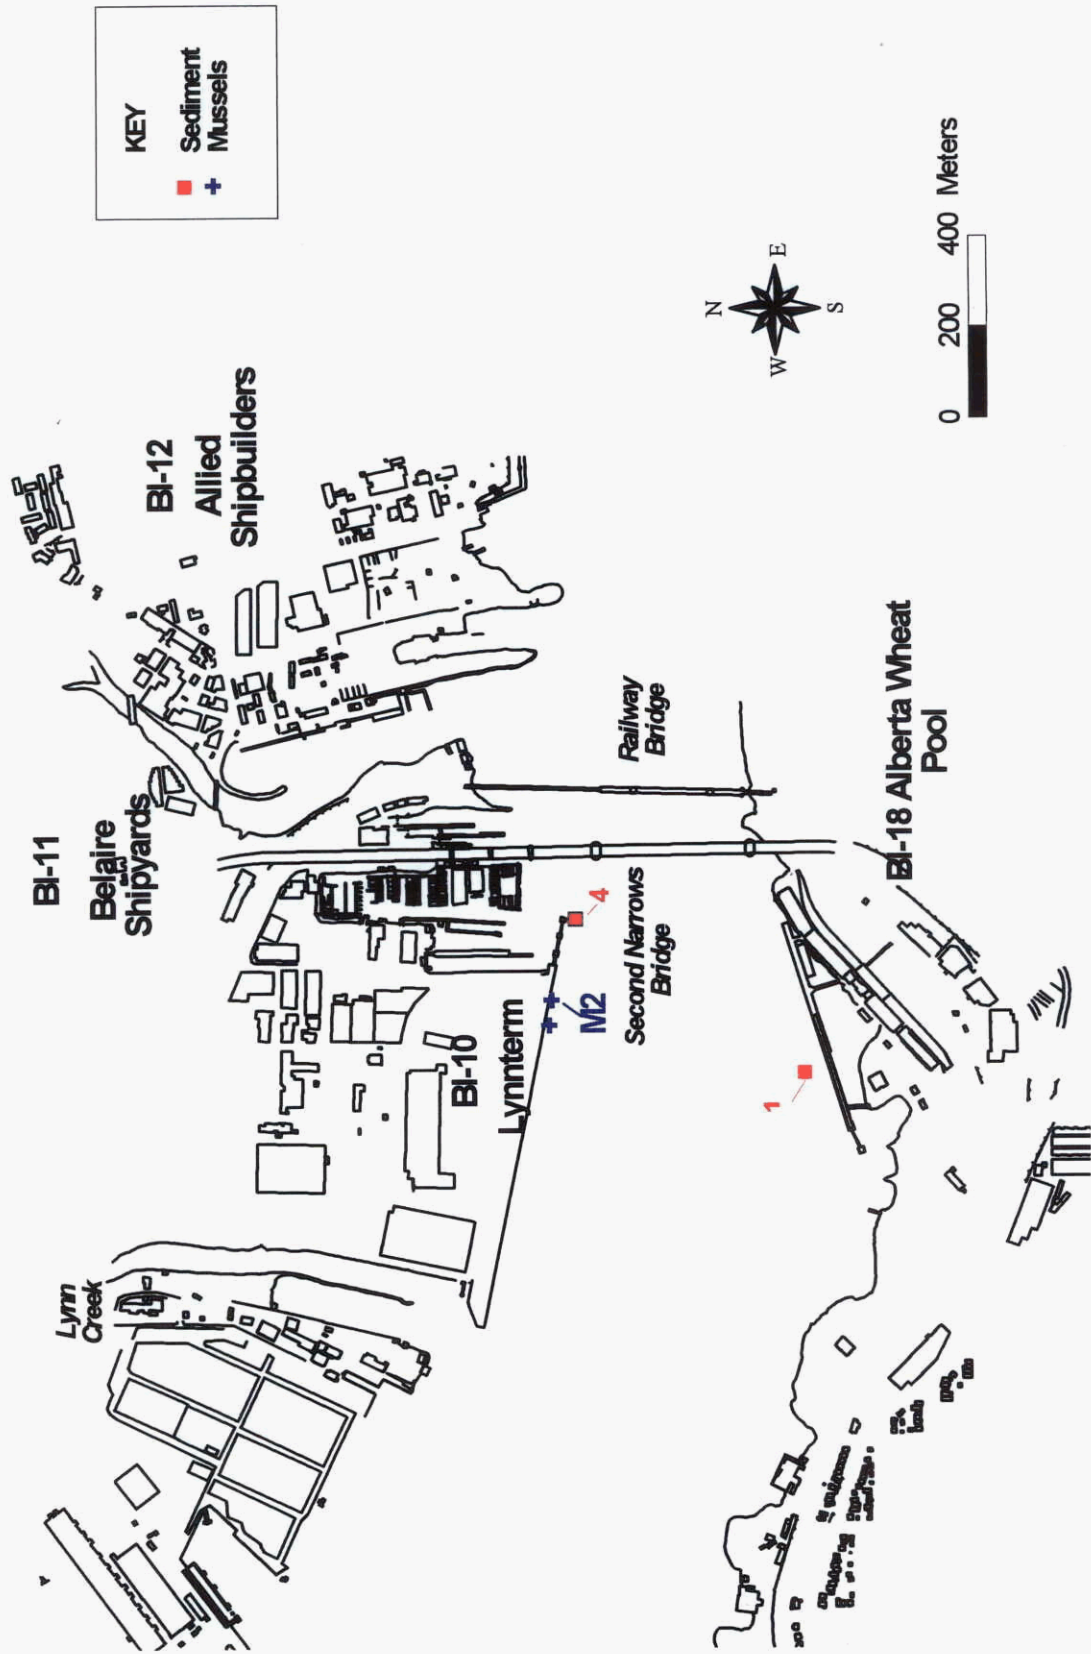 KEY
Sediment
Mussels
BI-12
Allied
Shipbuilders
BI-11
Belaire
Shipyards
Lynn
Creek
BI-10
Lynnterm
M2
4
Second Narrows
Bridge
Railway
Bridge
1
BI-18 Alberta Wheat
Pool
N
W
E
S
0 200 400 Meters